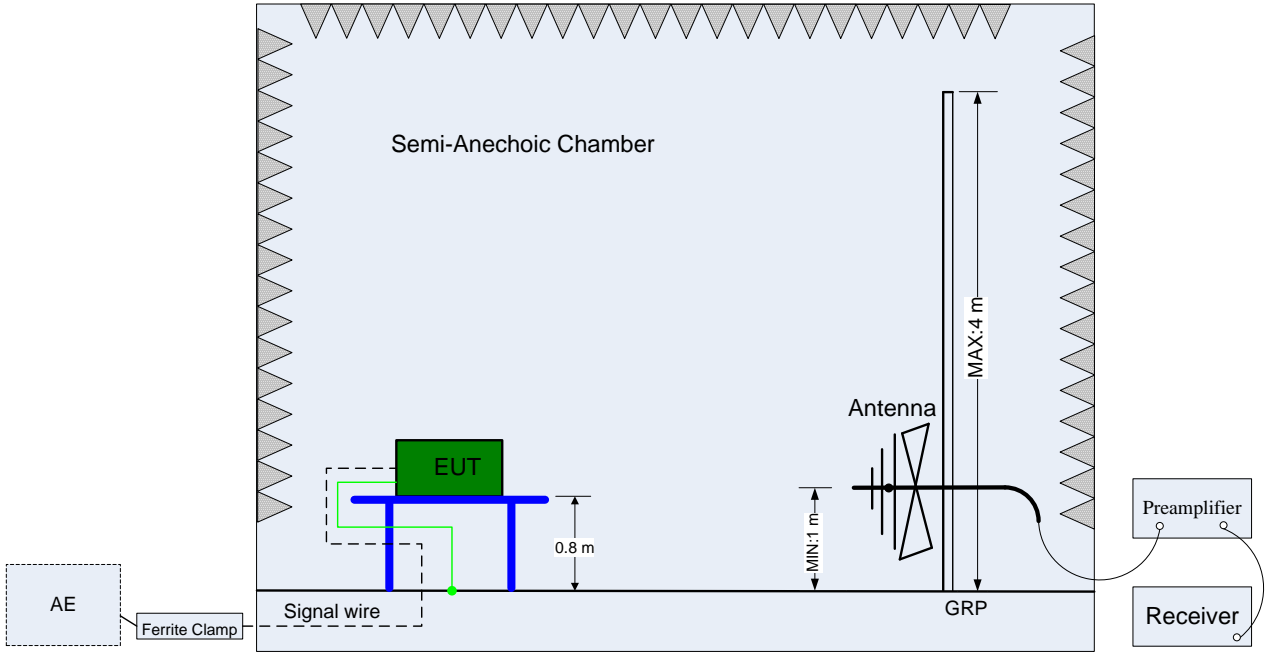 Semi-Anechoic Chamber
MAX:4 m
Antenna
EUT
Preamplifier
MIN:1 m
0.8 m
AE
Signal wire
GRP
Receiver
Ferrite Clamp